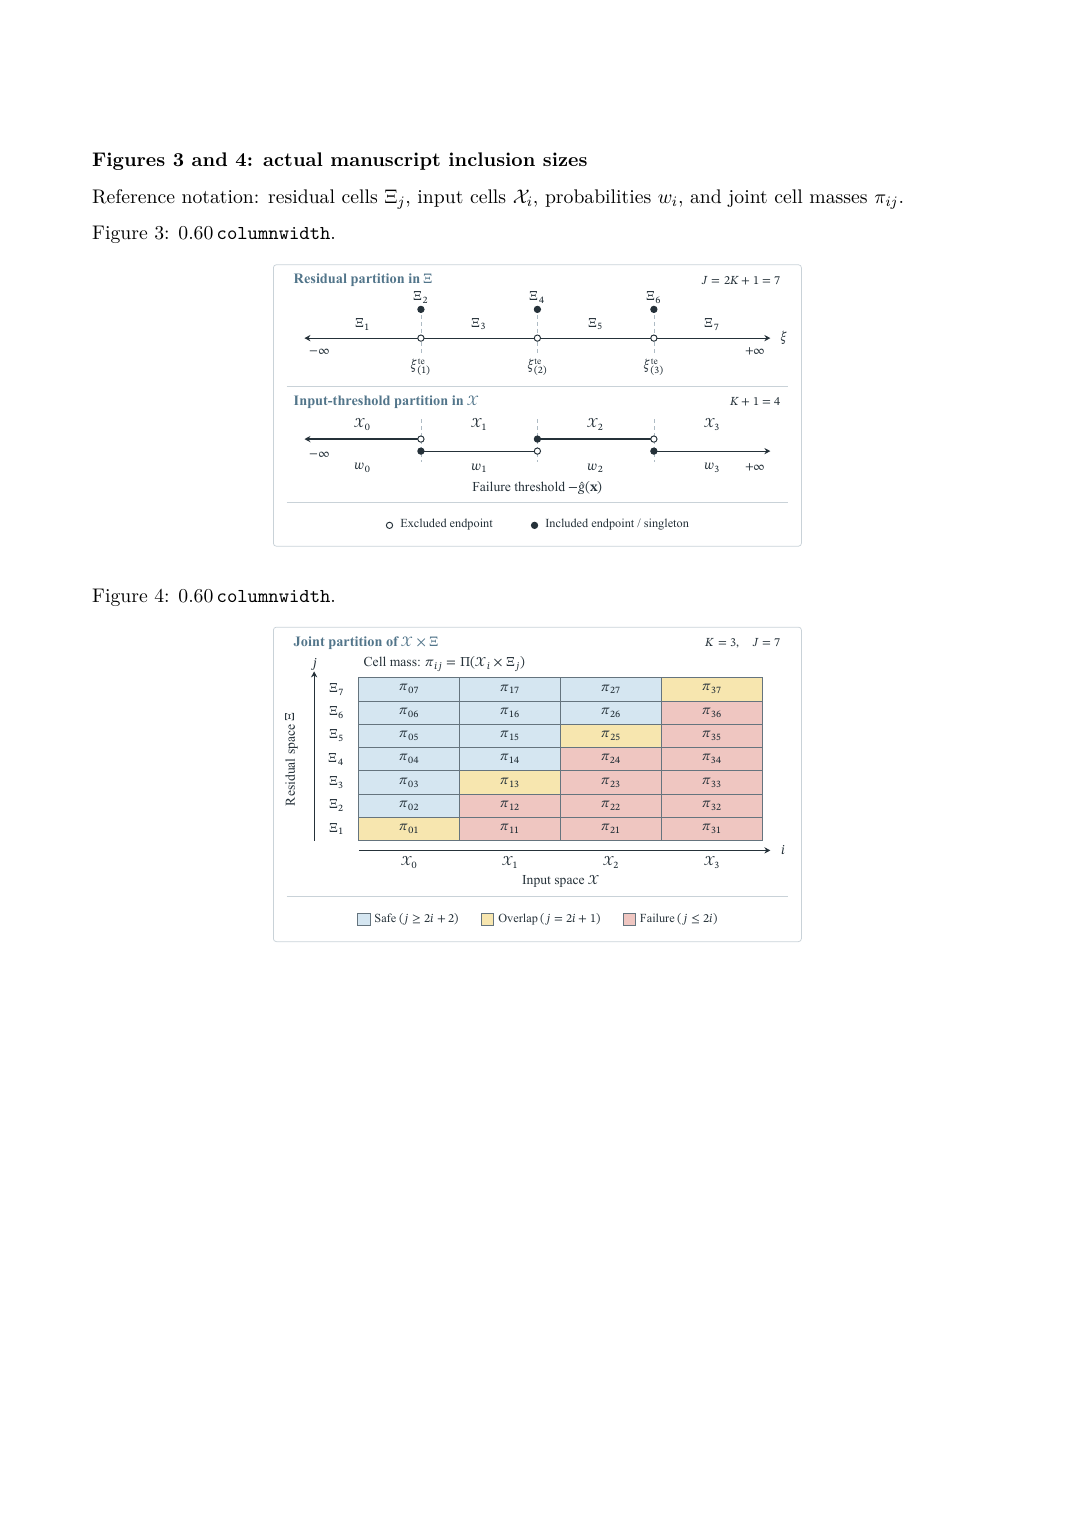 Figures 3 and 4: actual manuscript inclusion sizes
Reference notation: residual cells Ξ_j, input cells 𝒳_i, probabilities w_i, and joint cell masses π_ij.
Figure 3: 0.60 columnwidth.
Residual partition in Ξ J = 2K + 1 = 7
Ξ_2 Ξ_4 Ξ_6
Ξ_1 Ξ_3 Ξ_5 Ξ_7
ξ
−∞ +∞
ξ^te_(1) ξ^te_(2) ξ^te_(3)
Input-threshold partition in 𝒳 K + 1 = 4
𝒳_0 𝒳_1 𝒳_2 𝒳_3
−∞
w_0 w_1 w_2 w_3 +∞
Failure threshold −ĝ(𝐱)
Excluded endpoint Included endpoint / singleton
Figure 4: 0.60 columnwidth.
Joint partition of 𝒳 × Ξ K = 3, J = 7
j Cell mass: π_ij = Π(𝒳_i × Ξ_j)
Residual space Ξ
Ξ_7 π_07 π_17 π_27 π_37
Ξ_6 π_06 π_16 π_26 π_36
Ξ_5 π_05 π_15 π_25 π_35
Ξ_4 π_04 π_14 π_24 π_34
Ξ_3 π_03 π_13 π_23 π_33
Ξ_2 π_02 π_12 π_22 π_32
Ξ_1 π_01 π_11 π_21 π_31
i
𝒳_0 𝒳_1 𝒳_2 𝒳_3
Input space 𝒳
Safe (j ≥ 2i + 2) Overlap (j = 2i + 1) Failure (j ≤ 2i)